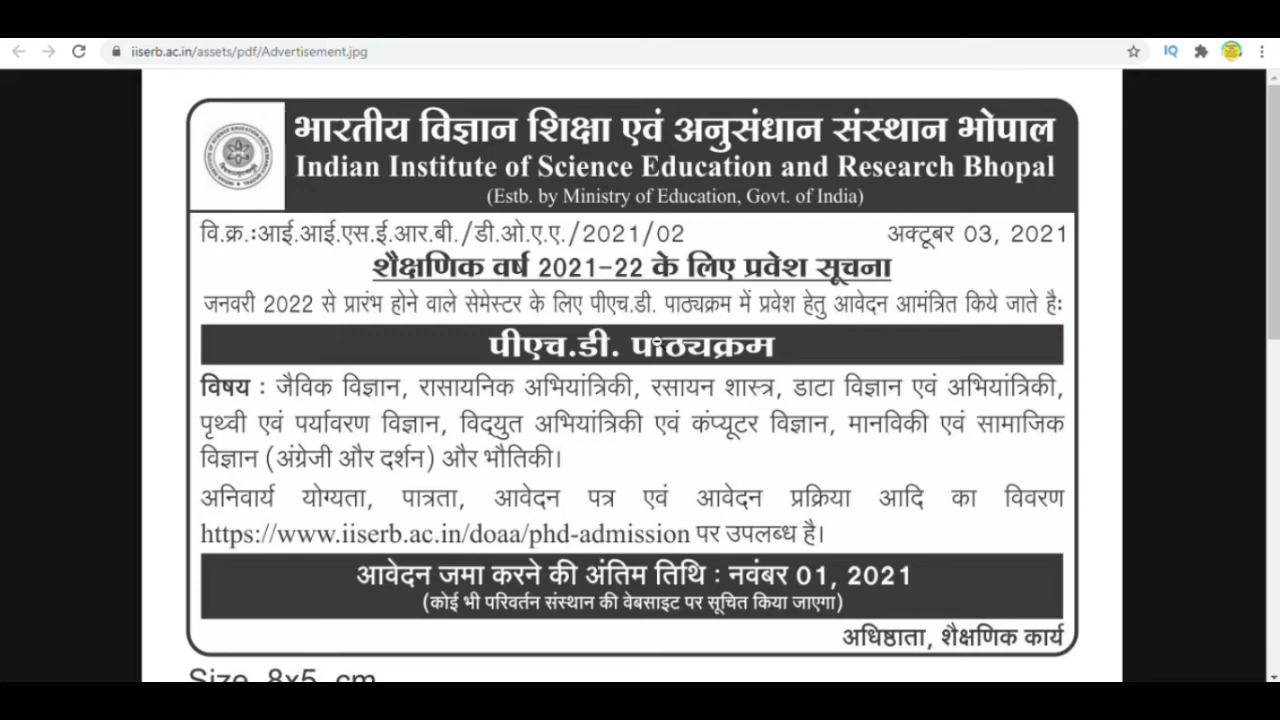 iiserb.ac.in/assets/pdf/Advertisement.jpg
भारतीय विज्ञान शिक्षा एवं अनुसंधान संस्थान भोपाल
Indian Institute of Science Education and Research Bhopal
(Estb. by Ministry of Education, Govt. of India)
वि.क्र.:आई.आई.एस.ई.आर.बी./डी.ओ.ए.ए./2021/02 अक्टूबर 03, 2021
शैक्षणिक वर्ष 2021-22 के लिए प्रवेश सूचना
जनवरी 2022 से प्रारंभ होने वाले सेमेस्टर के लिए पीएच.डी. पाठ्यक्रम में प्रवेश हेतु आवेदन आमंत्रित किये जाते है:
पीएच.डी. पाठ्यक्रम
विषय : जैविक विज्ञान, रासायनिक अभियांत्रिकी, रसायन शास्त्र, डाटा विज्ञान एवं अभियांत्रिकी,
पृथ्वी एवं पर्यावरण विज्ञान, विद्युत अभियांत्रिकी एवं कंप्यूटर विज्ञान, मानविकी एवं सामाजिक
विज्ञान (अंग्रेजी और दर्शन) और भौतिकी।
अनिवार्य योग्यता, पात्रता, आवेदन पत्र एवं आवेदन प्रक्रिया आदि का विवरण
https://www.iiserb.ac.in/doaa/phd-admission पर उपलब्ध है।
आवेदन जमा करने की अंतिम तिथि : नवंबर 01, 2021
(कोई भी परिवर्तन संस्थान की वेबसाइट पर सूचित किया जाएगा)
अधिष्ठाता, शैक्षणिक कार्य
Size 8x5 cm